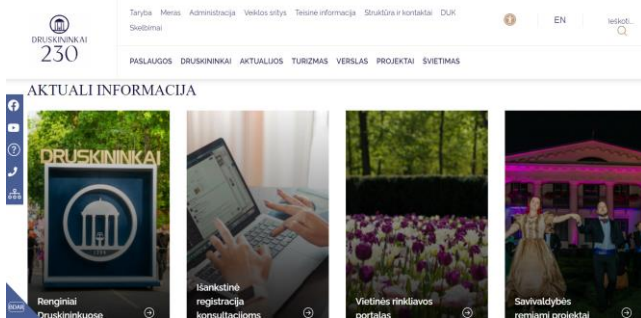 Taryba Meras Administracija Veiklos sritys Teisinė informacija Struktūra ir kontaktai DUK
Skelbimai
EN
Ieškoti...
DRUSKININKAI
230
PASLAUGOS DRUSKININKAI AKTUALIJOS TURIZMAS VERSLAS PROJEKTAI ŠVIETIMAS
AKTUALI INFORMACIJA
DRUSKININKAI
Renginiai
Druskininkuose
Išankstinė
registracija
konsultacijoms
Vietinės rinkliavos
portalas
Savivaldybės
remiami projektai